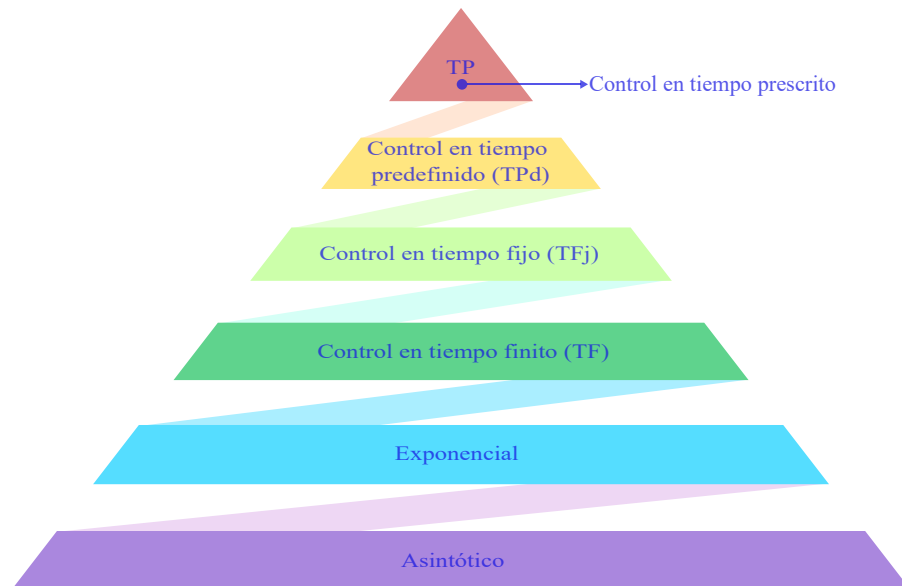 TP
Control en tiempo prescrito
Control en tiempo
predefinido (TPd)
Control en tiempo fijo (TFj)
Control en tiempo finito (TF)
Exponencial
Asintótico